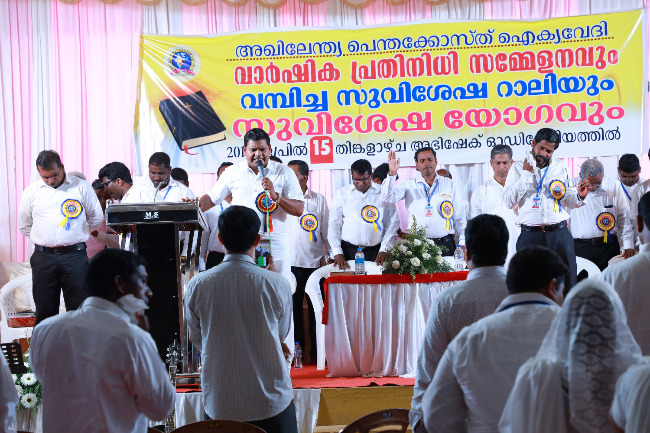 അഖിലേന്ത്യ പെന്തക്കോസ്ത് ഐക്യവേദി
വാർഷിക പ്രതിനിധി സമ്മേളനവും
വമ്പിച്ച സുവിശേഷ റാലിയും
സുവിശേഷ യോഗവും
15 തിങ്കളാഴ്ച അഭിഷേക് ഓഡിറ്റോറിയത്തിൽ